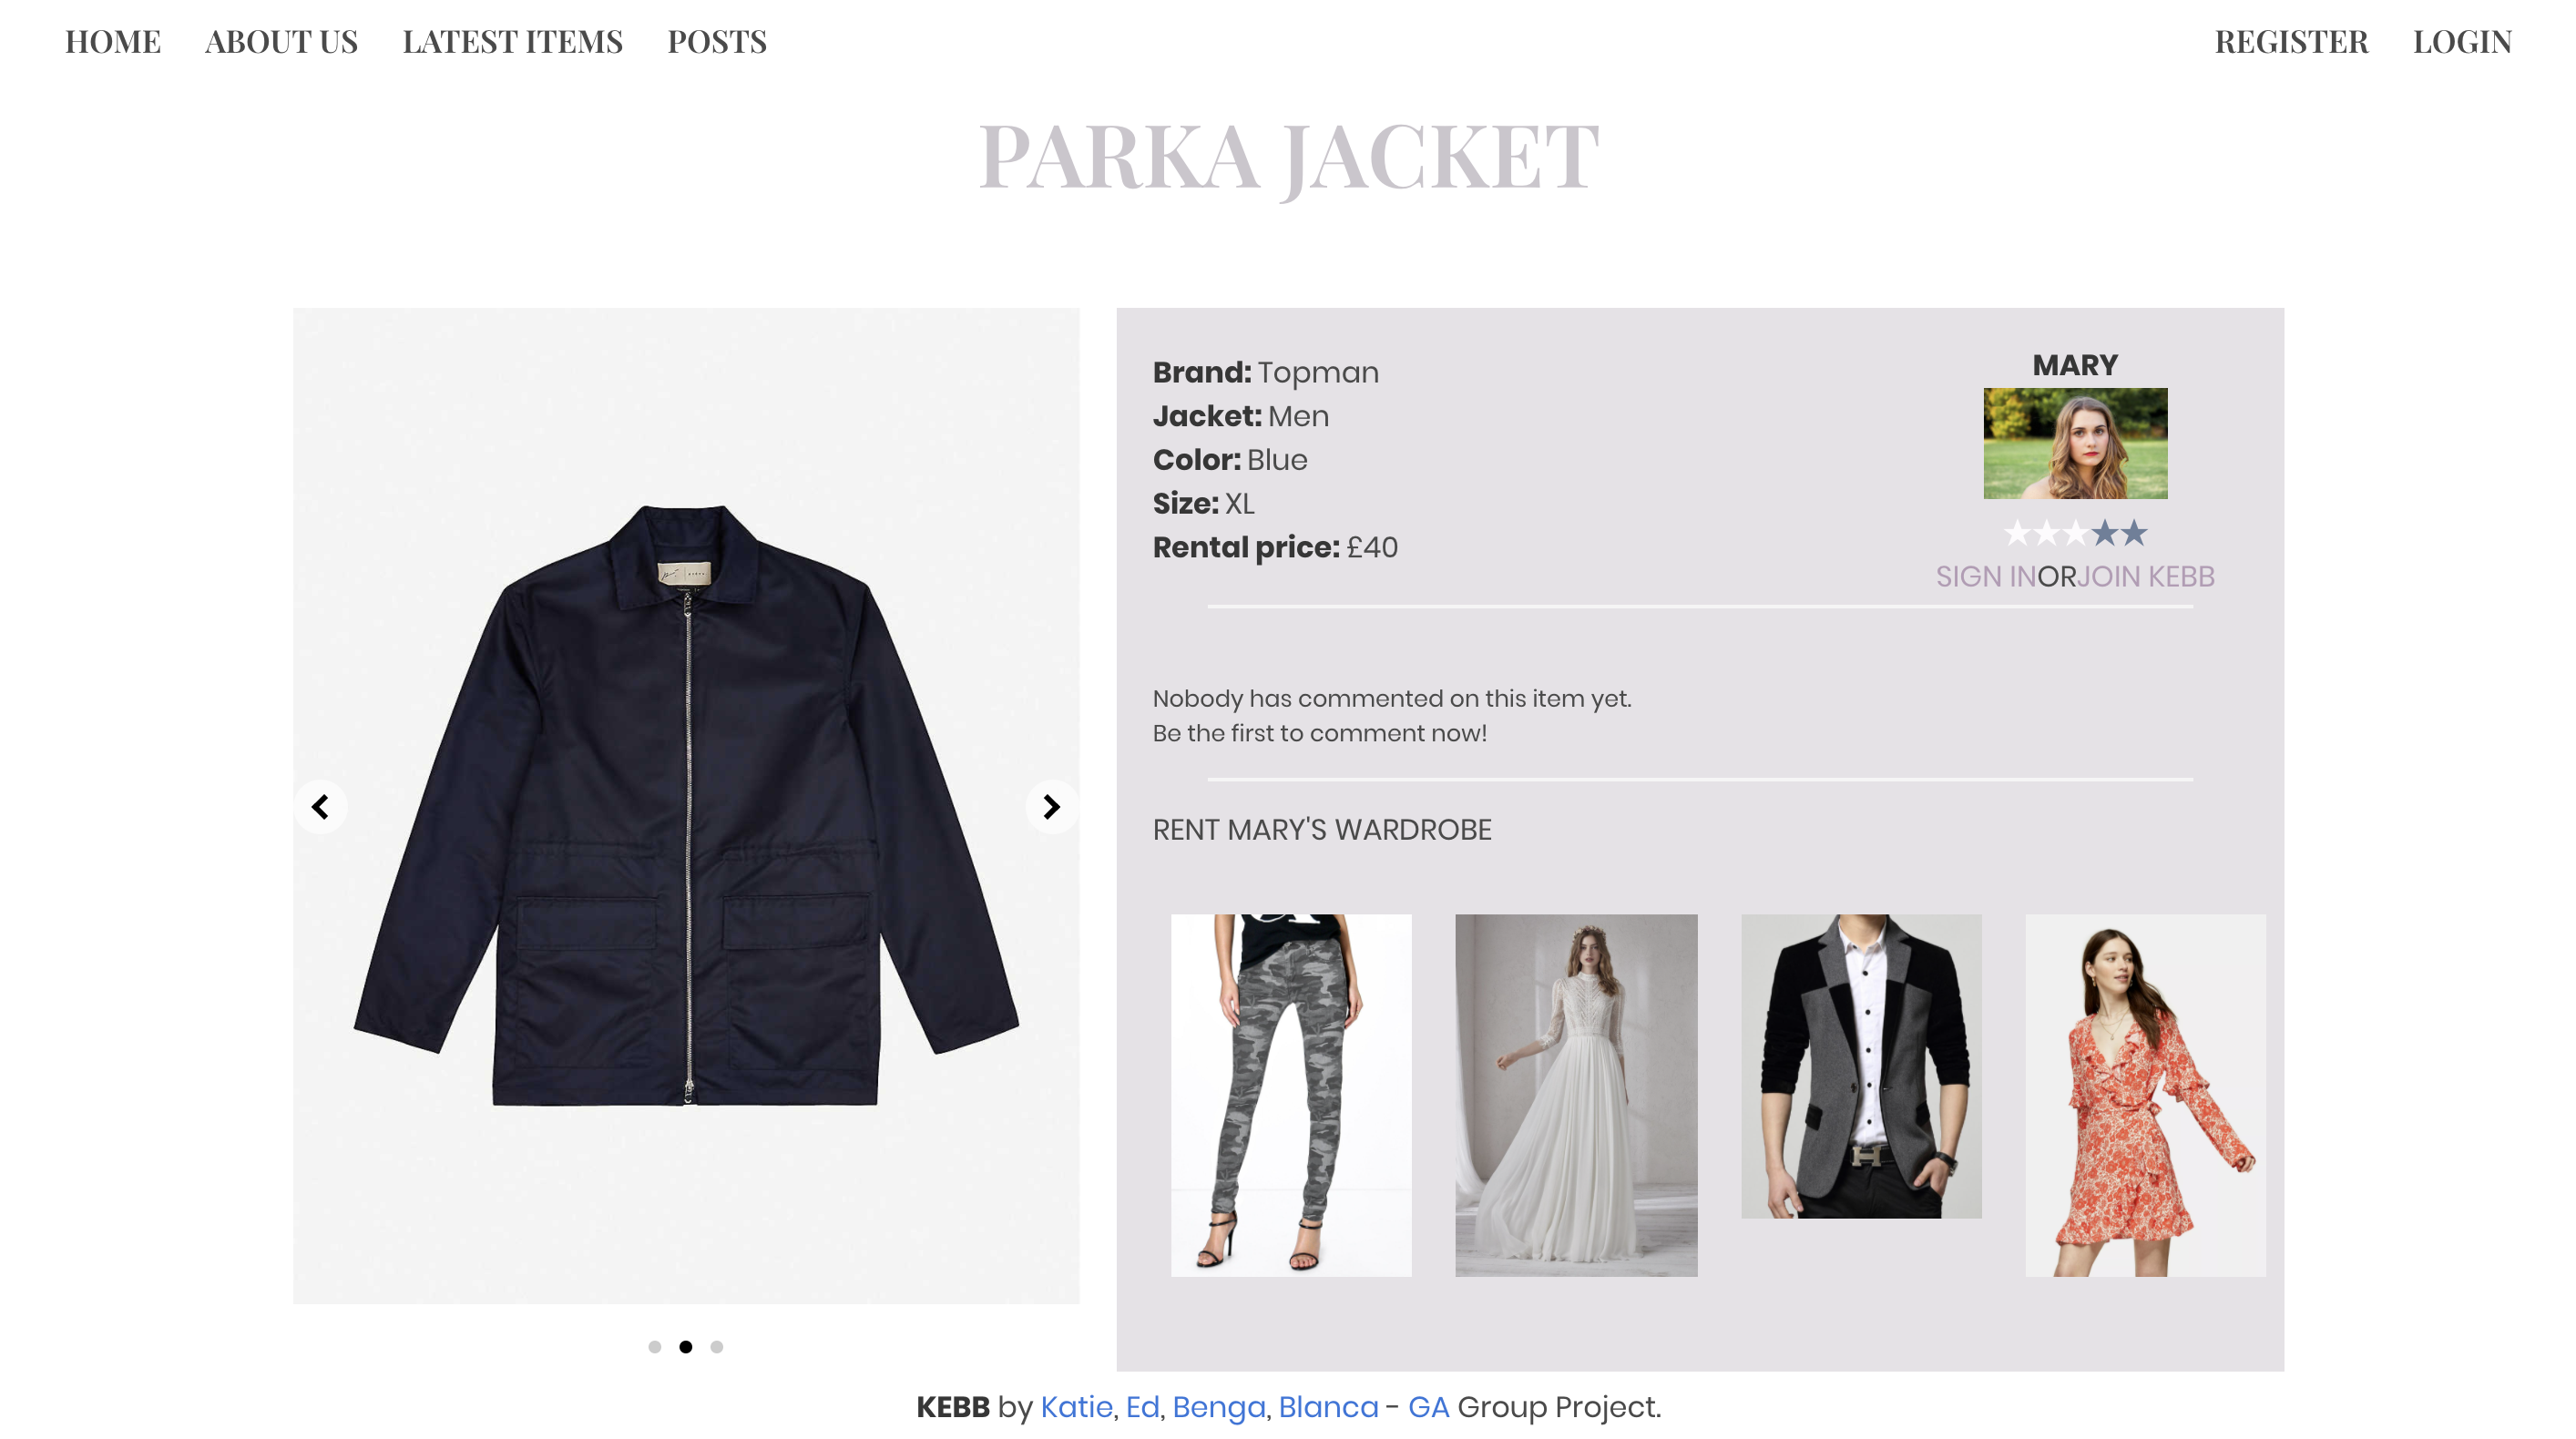 HOME ABOUT US LATEST ITEMS POSTS REGISTER LOGIN
PARKA JACKET
Brand: Topman
Jacket: Men
Color: Blue
Size: XL
Rental price: £40
MARY
SIGN INORJOIN KEBB
Nobody has commented on this item yet.
Be the first to comment now!
RENT MARY'S WARDROBE
KEBB by Katie, Ed, Benga, Blanca - GA Group Project.